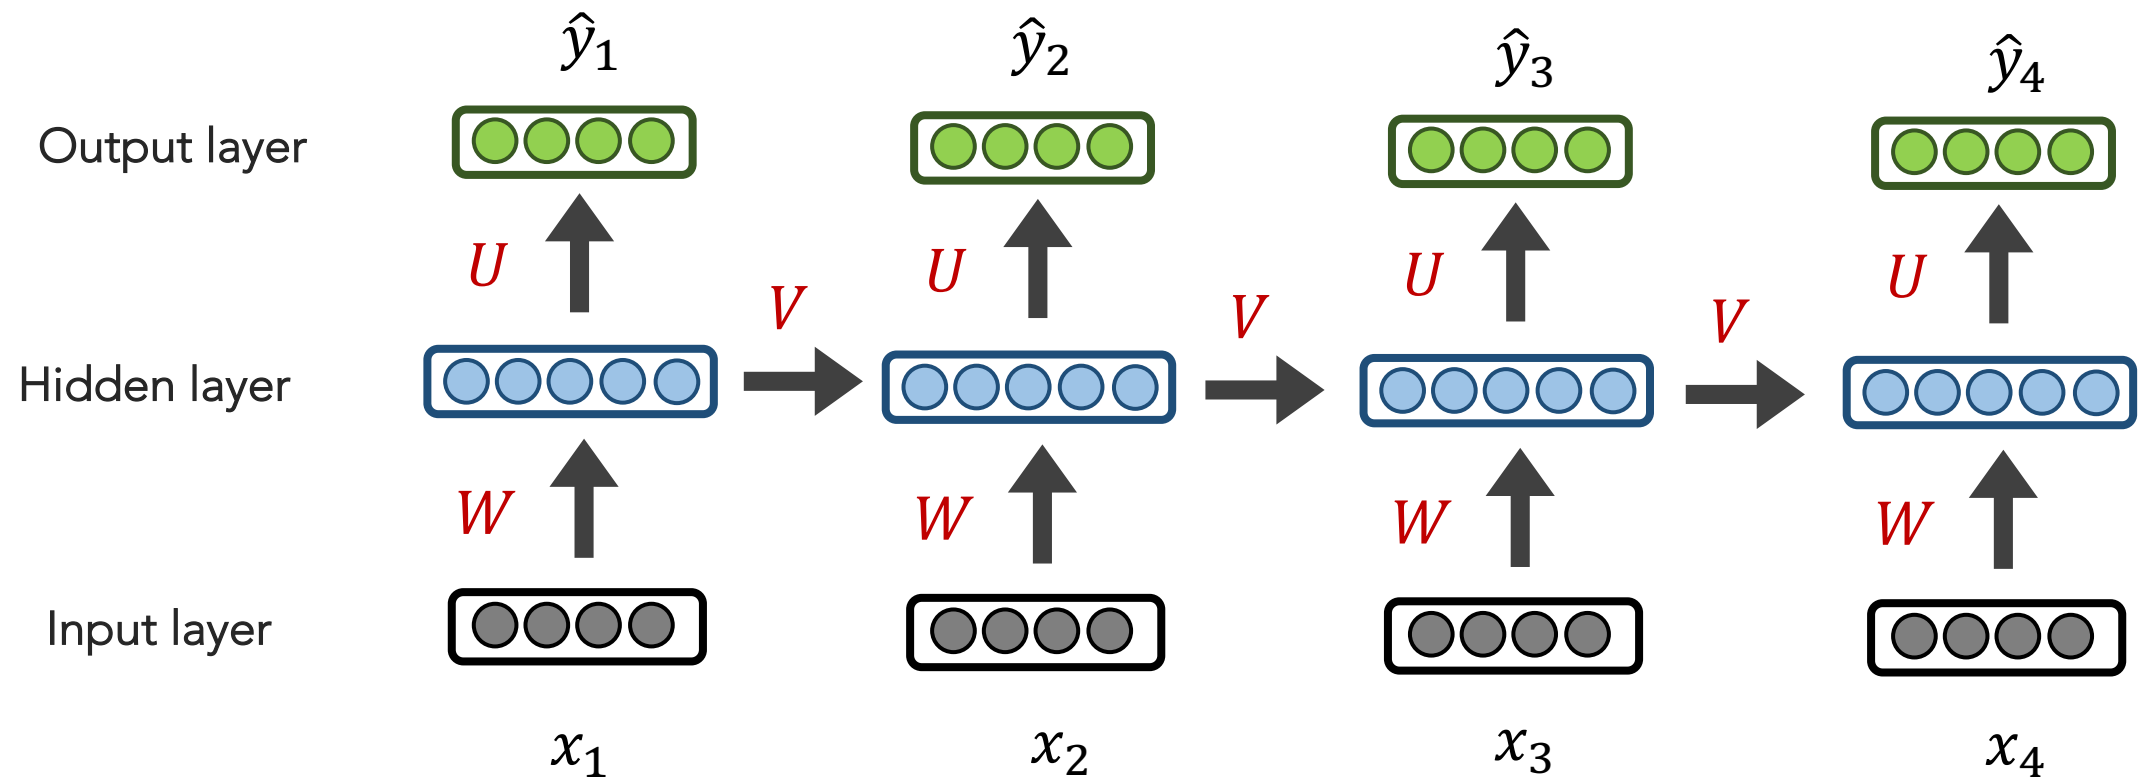 ŷ₁ ŷ₂ ŷ₃ ŷ₄
Output layer
U U U U
V V V
Hidden layer
W W W W
Input layer
x₁ x₂ x₃ x₄